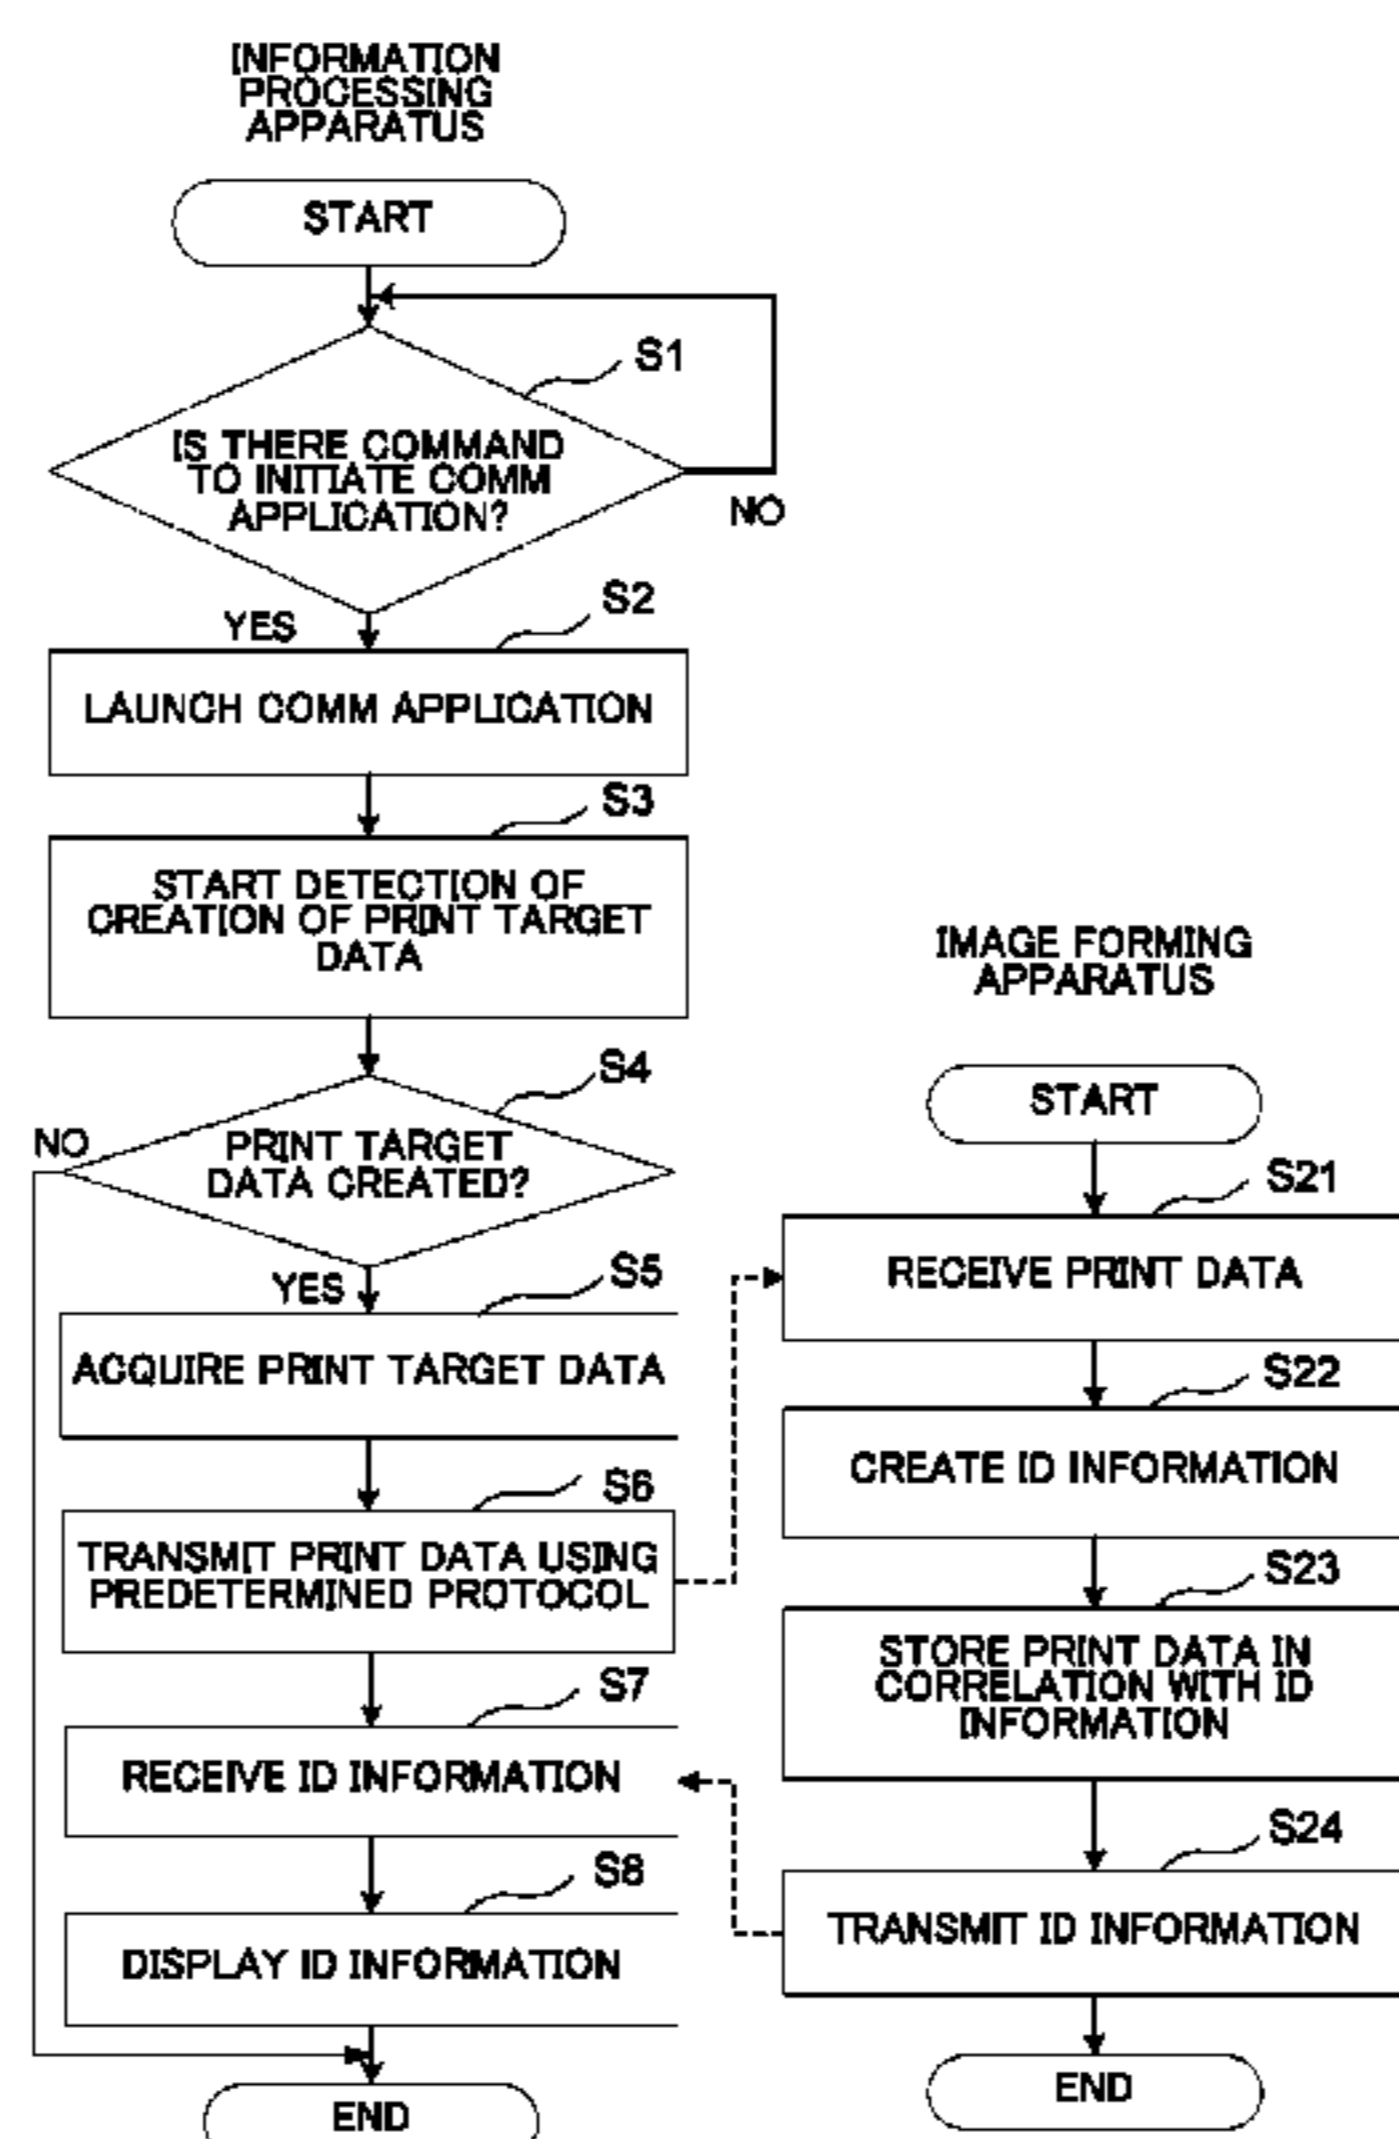 INFORMATION
PROCESSING
APPARATUS
START
S1
IS THERE COMMAND
TO INITIATE COMM
APPLICATION?
NO
YES
S2
LAUNCH COMM APPLICATION
S3
START DETECTION OF
CREATION OF PRINT TARGET
DATA
S4
NO
PRINT TARGET
DATA CREATED?
YES
S5
ACQUIRE PRINT TARGET DATA
S6
TRANSMIT PRINT DATA USING
PREDETERMINED PROTOCOL
S7
RECEIVE ID INFORMATION
S8
DISPLAY ID INFORMATION
END
IMAGE FORMING
APPARATUS
START
S21
RECEIVE PRINT DATA
S22
CREATE ID INFORMATION
S23
STORE PRINT DATA IN
CORRELATION WITH ID
INFORMATION
S24
TRANSMIT ID INFORMATION
END